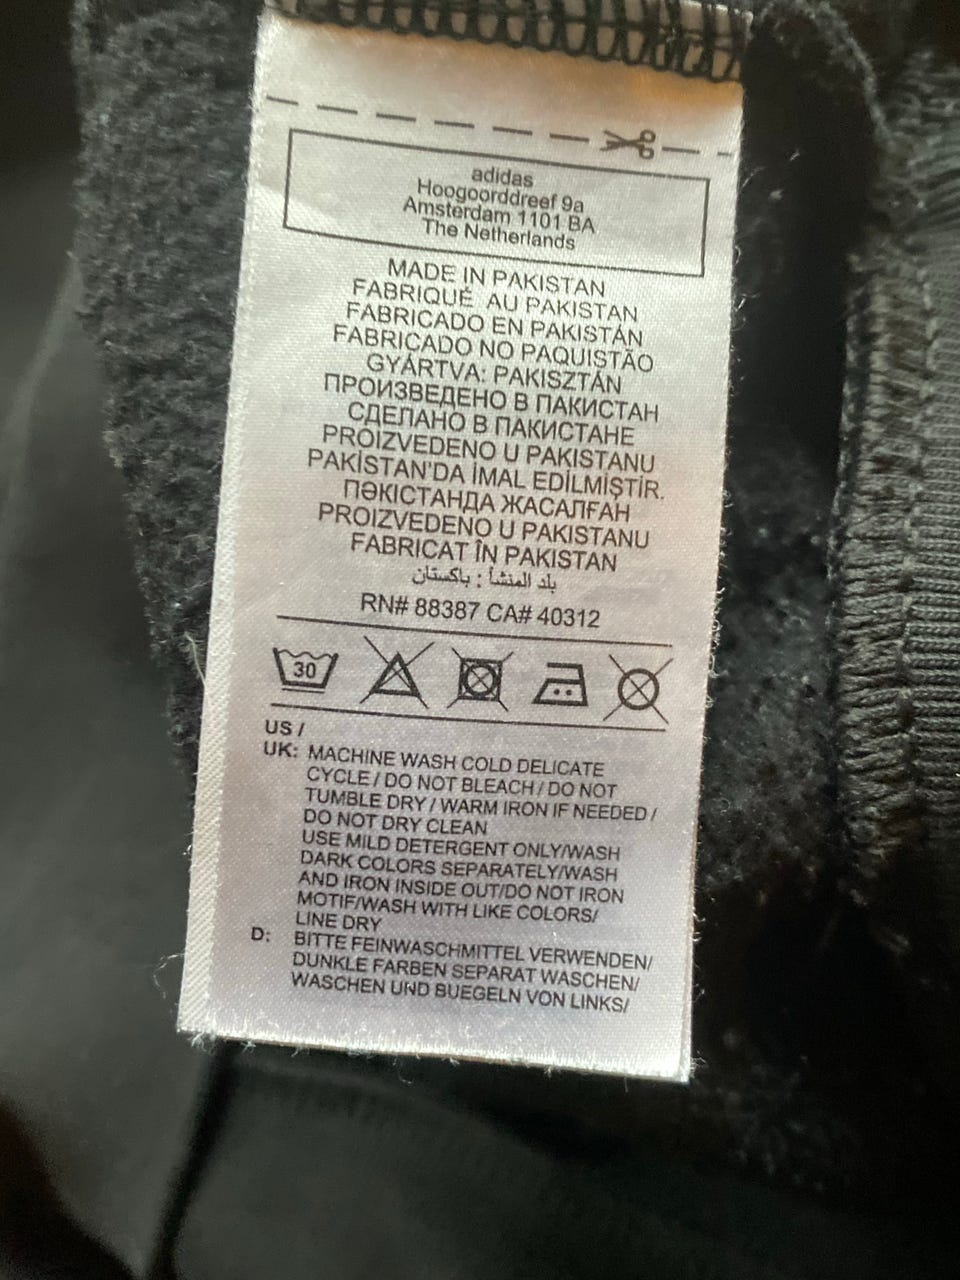 adidas
Hoogoorddreef 9a
Amsterdam 1101 BA
The Netherlands
MADE IN PAKISTAN
FABRIQUÉ AU PAKISTAN
FABRICADO EN PAKISTÁN
FABRICADO NO PAQUISTÃO
GYÁRTVA: PAKISZTÁN
ПРОИЗВЕДЕНО В ПАКИСТАН
СДЕЛАНО В ПАКИСТАНЕ
PROIZVEDENO U PAKISTANU
PAKİSTAN'DA İMAL EDİLMİŞTİR.
ПӘКІСТАНДА ЖАСАЛҒАН
PROIZVEDENO U PAKISTANU
FABRICAT ÎN PAKISTAN
بلد المنشأ : باكستان
RN# 88387 CA# 40312
30
US /
UK: MACHINE WASH COLD DELICATE
CYCLE / DO NOT BLEACH / DO NOT
TUMBLE DRY / WARM IRON IF NEEDED /
DO NOT DRY CLEAN
USE MILD DETERGENT ONLY/WASH
DARK COLORS SEPARATELY/WASH
AND IRON INSIDE OUT/DO NOT IRON
MOTIF/WASH WITH LIKE COLORS/
LINE DRY
D: BITTE FEINWASCHMITTEL VERWENDEN/
DUNKLE FARBEN SEPARAT WASCHEN/
WASCHEN UND BUEGELN VON LINKS/